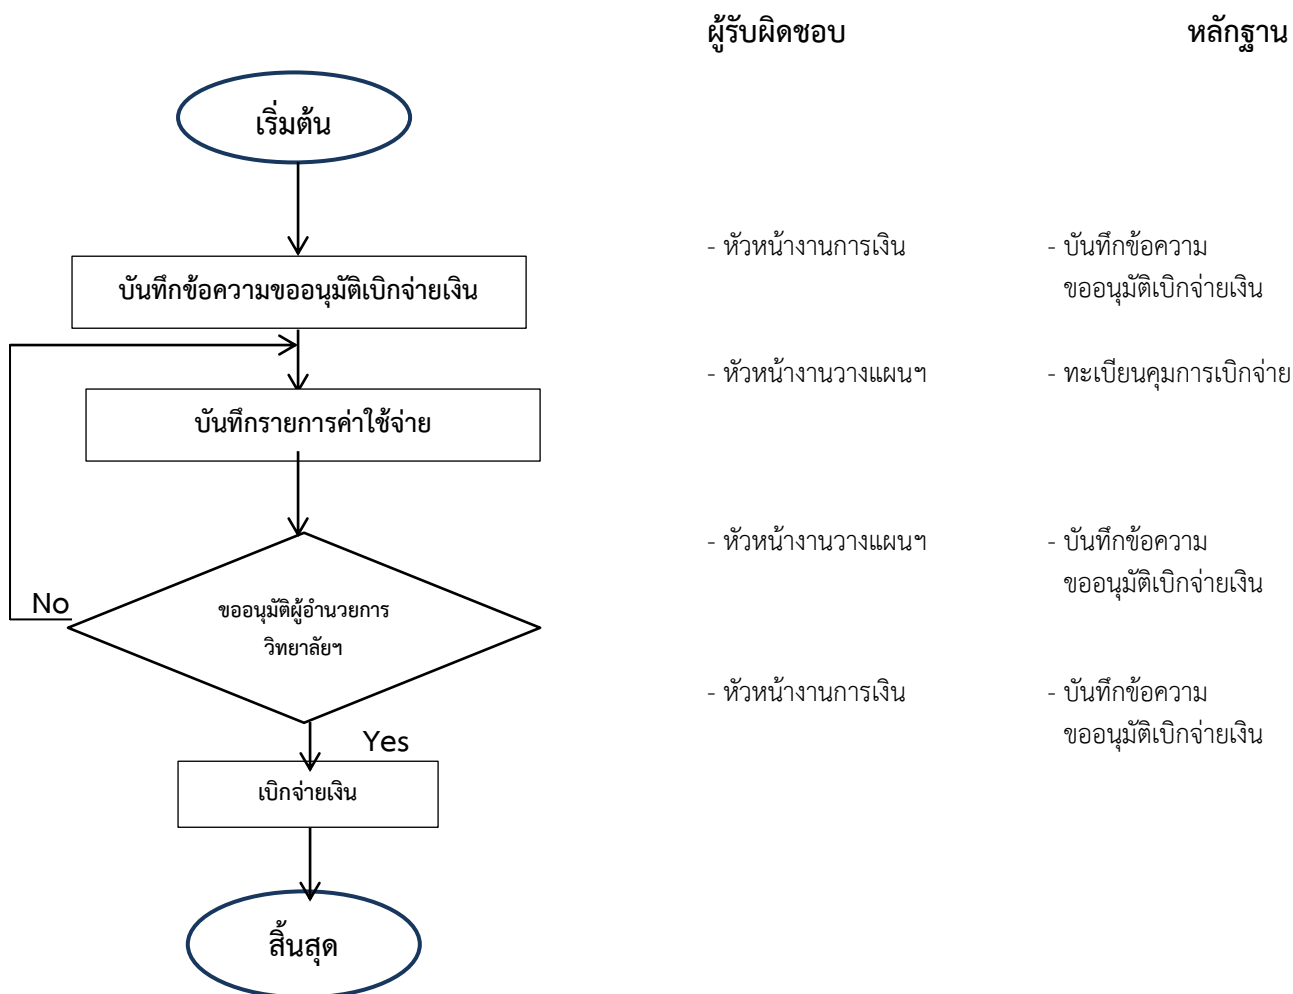 ผู้รับผิดชอบ หลักฐาน
เริ่มต้น
- หัวหน้างานการเงิน - บันทึกข้อความ
บันทึกข้อความขออนุมัติเบิกจ่ายเงิน ขออนุมัติเบิกจ่ายเงิน
- หัวหน้างานวางแผนฯ - ทะเบียนคุมการเบิกจ่าย
บันทึกรายการค่าใช้จ่าย
- หัวหน้างานวางแผนฯ - บันทึกข้อความ
ขออนุมัติเบิกจ่ายเงิน
No ขออนุมัติผู้อำนวยการ
วิทยาลัยฯ
- หัวหน้างานการเงิน - บันทึกข้อความ
Yes ขออนุมัติเบิกจ่ายเงิน
เบิกจ่ายเงิน
สิ้นสุด